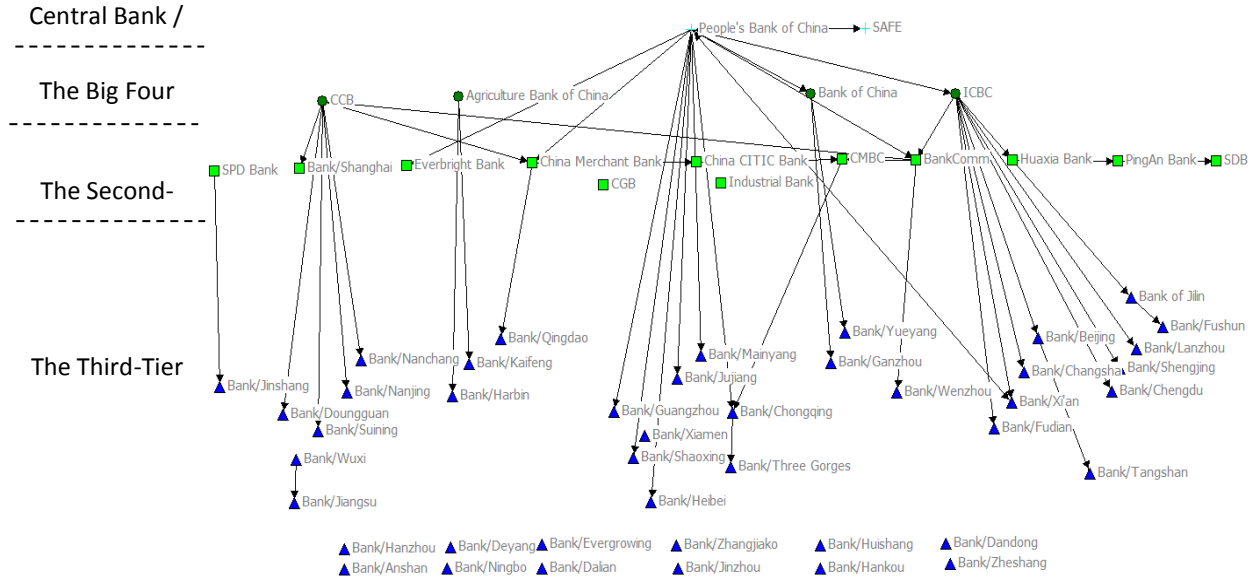 Central Bank /
People's Bank of China
SAFE
The Big Four
CCB
Agriculture Bank of China
Bank of China
ICBC
The Second-
SPD Bank
Bank/Shanghai
Everbright Bank
China Merchant Bank
China CITIC Bank
CMBC
BankComm
Huaxia Bank
PingAn Bank
SDB
CGB
Industrial Bank
The Third-Tier
Bank of Jilin
Bank/Fushun
Bank/Qingdao
Bank/Yueyang
Bank/Beijing
Bank/Lanzhou
Bank/Nanchang
Bank/Kaifeng
Bank/Mainyang
Bank/Ganzhou
Bank/Changsha
Bank/Shengjing
Bank/Jinshang
Bank/Nanjing
Bank/Harbin
Bank/Jiujiang
Bank/Wenzhou
Bank/Chengdu
Bank/Doungguan
Bank/Guangzhou
Bank/Chongqing
Bank/Xi'an
Bank/Suining
Bank/Xiamen
Bank/Fudian
Bank/Wuxi
Bank/Shaoxing
Bank/Three Gorges
Bank/Tangshan
Bank/Jiangsu
Bank/Heibei
Bank/Hanzhou
Bank/Deyang
Bank/Evergrowing
Bank/Zhangjiako
Bank/Huishang
Bank/Dandong
Bank/Anshan
Bank/Ningbo
Bank/Dalian
Bank/Jinzhou
Bank/Hankou
Bank/Zheshang